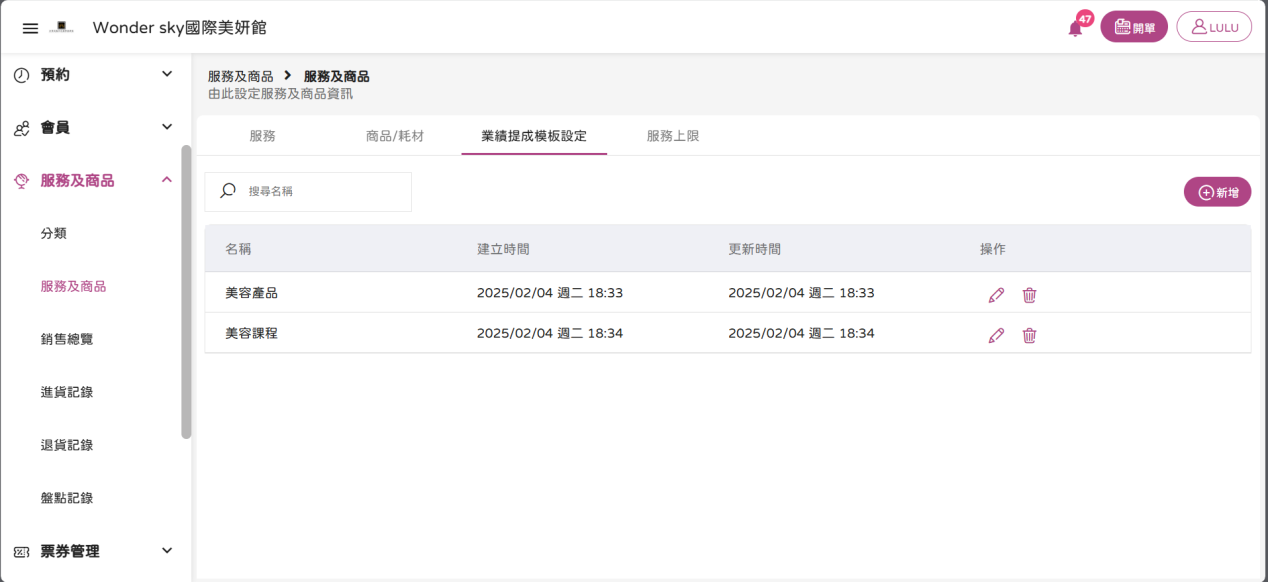 Wonder sky國際美妍館
47
開單
LULU
預約
會員
服務及商品
分類
服務及商品
銷售總覽
進貨記錄
退貨記錄
盤點記錄
票券管理
服務及商品 > 服務及商品
由此設定服務及商品資訊
服務 商品/耗材 業績提成模板設定 服務上限
搜尋名稱
新增
名稱 建立時間 更新時間 操作
美容產品 2025/02/04 週二 18:33 2025/02/04 週二 18:33
美容課程 2025/02/04 週二 18:34 2025/02/04 週二 18:34